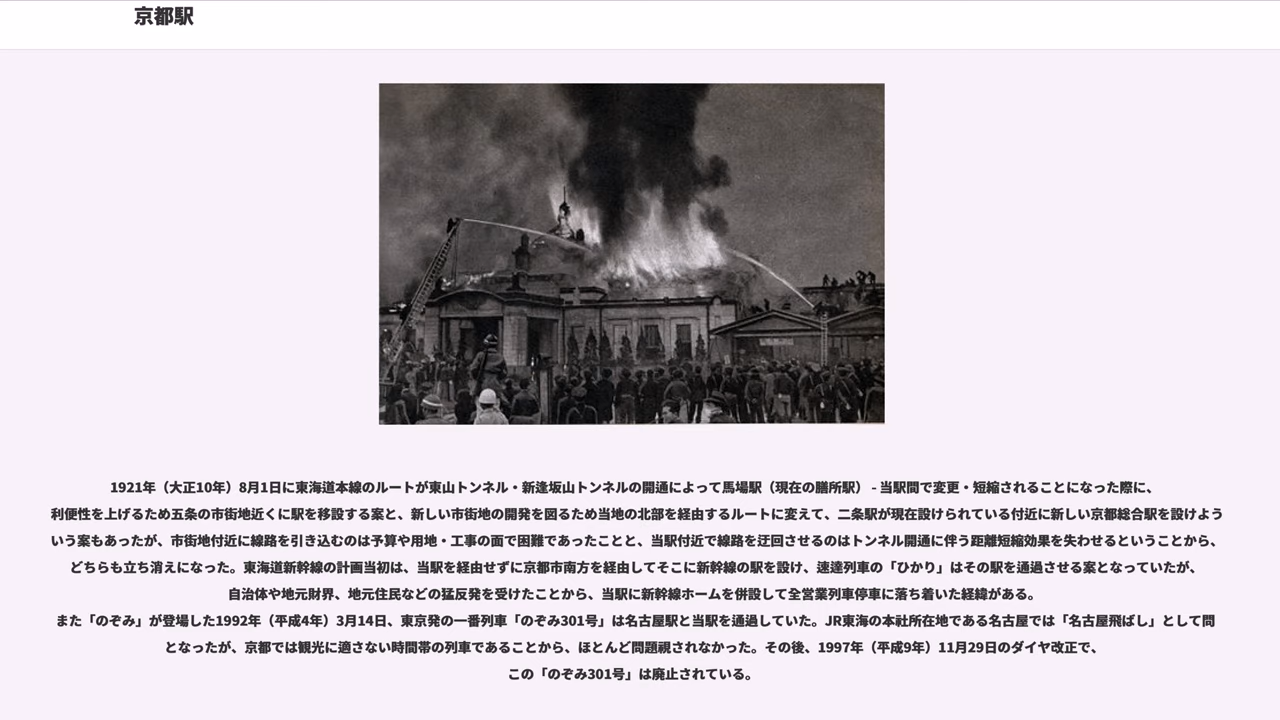 京都駅
1921年（大正10年）8月1日に東海道本線のルートが東山トンネル・新逢坂山トンネルの開通によって馬場駅（現在の膳所駅） - 当駅間で変更・短縮されることになった際に、
利便性を上げるため五条の市街地近くに駅を移設する案と、新しい市街地の開発を図るため当地の北部を経由するルートに変えて、二条駅が現在設けられている付近に新しい京都総合駅を設けよう
いう案もあったが、市街地付近に線路を引き込むのは予算や用地・工事の面で困難であったことと、当駅付近で線路を迂回させるのはトンネル開通に伴う距離短縮効果を失わせるということから、
どちらも立ち消えになった。東海道新幹線の計画当初は、当駅を経由せずに京都市南方を経由してそこに新幹線の駅を設け、速達列車の「ひかり」はその駅を通過させる案となっていたが、
自治体や地元財界、地元住民などの猛反発を受けたことから、当駅に新幹線ホームを併設して全営業列車停車に落ち着いた経緯がある。
また「のぞみ」が登場した1992年（平成4年）3月14日、東京発の一番列車「のぞみ301号」は名古屋駅と当駅を通過していた。JR東海の本社所在地である名古屋では「名古屋飛ばし」として問
となったが、京都では観光に適さない時間帯の列車であることから、ほとんど問題視されなかった。その後、1997年（平成9年）11月29日のダイヤ改正で、
この「のぞみ301号」は廃止されている。